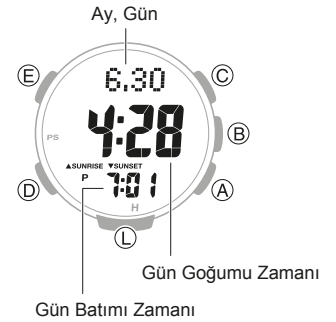 Ay, Gün
E
C
6.30
PS
4:28
B
▲SUNRISE ▼SUNSET
P 7:01
D
A
H
L
Gün Goğumu Zamanı
Gün Batımı Zamanı